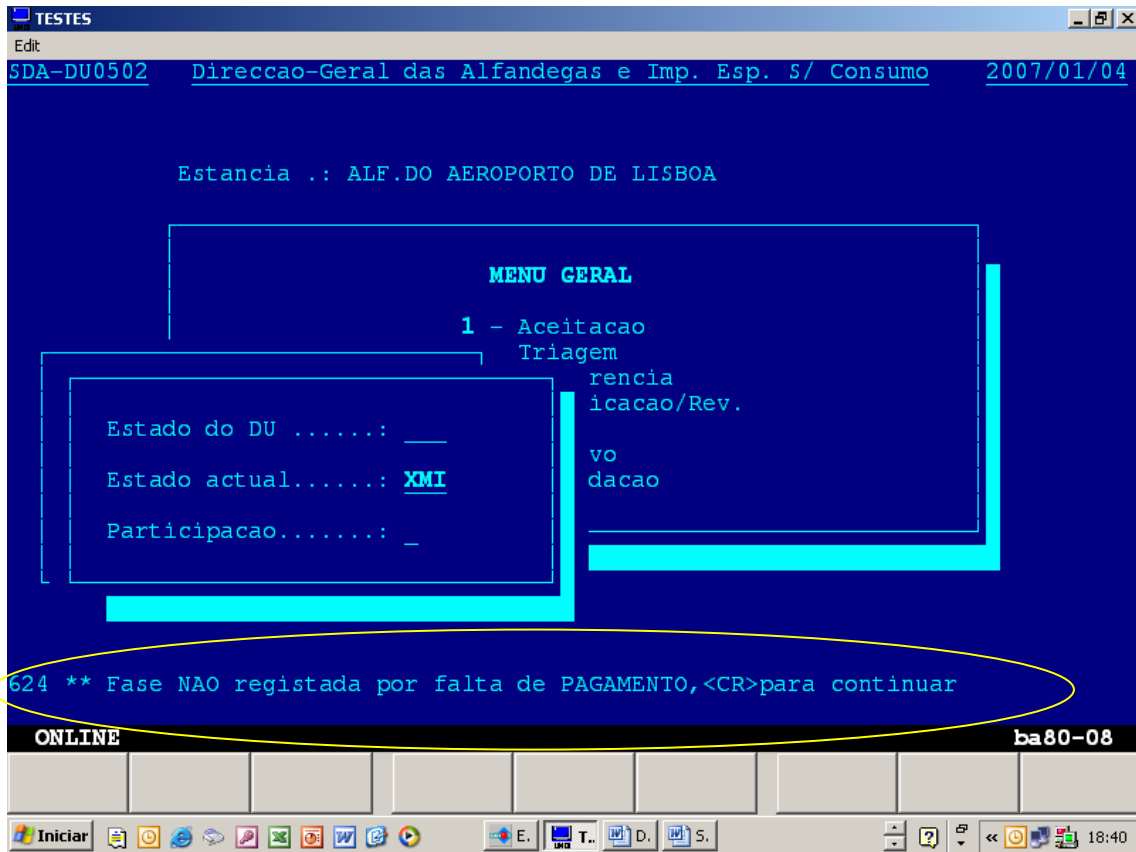 TESTES
Edit
SDA-DU0502 Direccao-Geral das Alfandegas e Imp. Esp. S/ Consumo 2007/01/04
Estancia .: ALF.DO AEROPORTO DE LISBOA
MENU GERAL
1 - Aceitacao
Triagem
rencia
icacao/Rev.
vo
dacao
Estado do DU ......: ___
Estado actual......: XMI
Participacao.......: _
624 ** Fase NAO registada por falta de PAGAMENTO,<CR>para continuar
ONLINE ba80-08
Iniciar E. T.. D. S. « 18:40